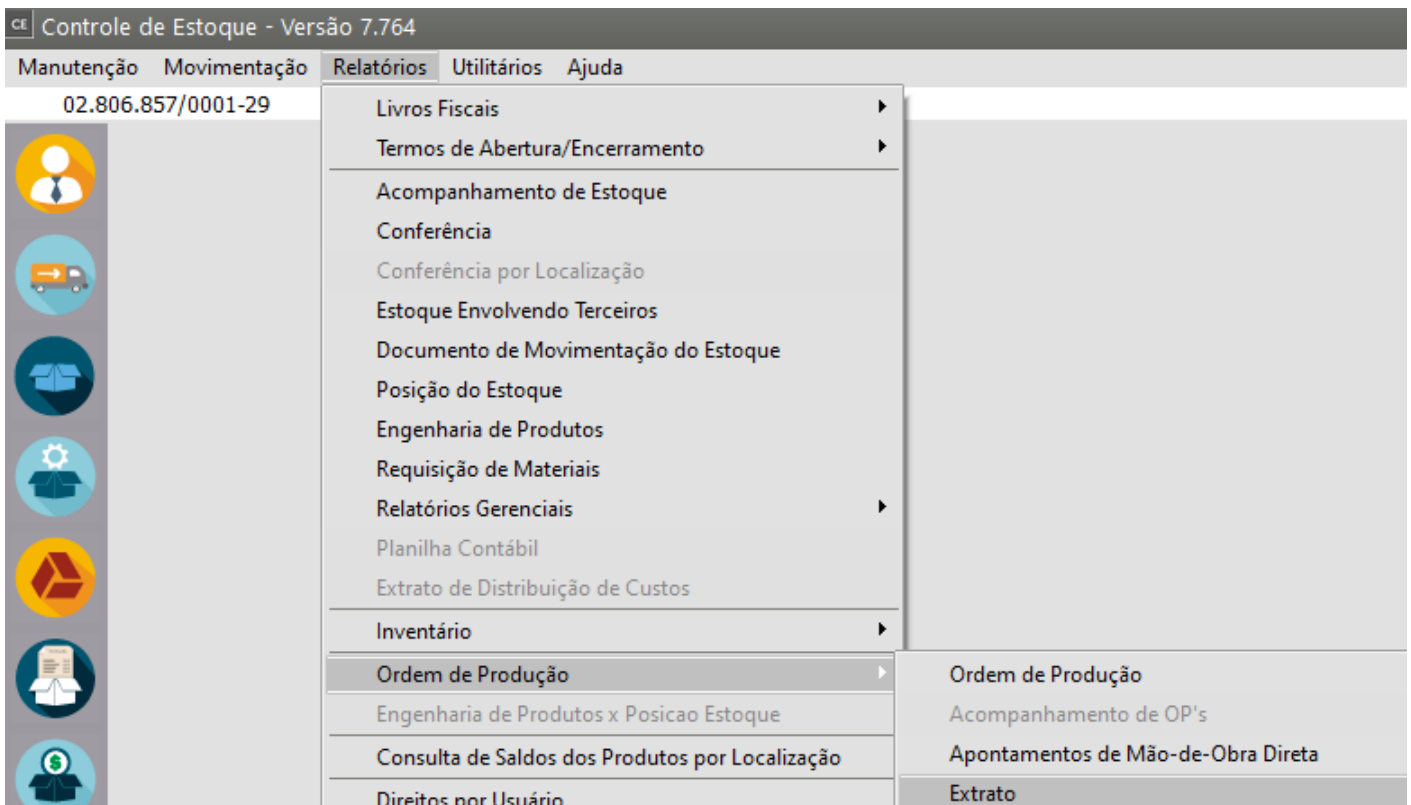 CE Controle de Estoque - Versão 7.764
Manutenção Movimentação Relatórios Utilitários Ajuda
02.806.857/0001-29
Livros Fiscais
Termos de Abertura/Encerramento
Acompanhamento de Estoque
Conferência
Conferência por Localização
Estoque Envolvendo Terceiros
Documento de Movimentação do Estoque
Posição do Estoque
Engenharia de Produtos
Requisição de Materiais
Relatórios Gerenciais
Planilha Contábil
Extrato de Distribuição de Custos
Inventário
Ordem de Produção
Engenharia de Produtos x Posicao Estoque
Consulta de Saldos dos Produtos por Localização
Direitos por Usuário
Ordem de Produção
Acompanhamento de OP's
Apontamentos de Mão-de-Obra Direta
Extrato